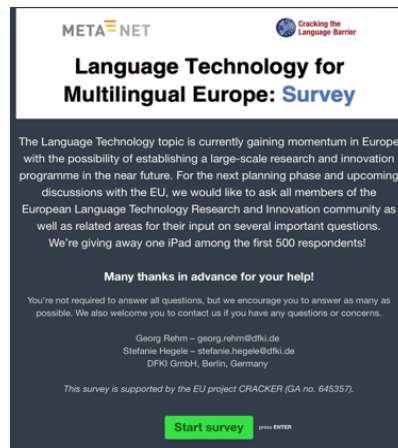 META NET
Cracking the
Language Barrier
Language Technology for
Multilingual Europe: Survey
The Language Technology topic is currently gaining momentum in Europe
with the possibility of establishing a large-scale research and innovation
programme in the near future. For the next planning phase and upcoming
discussions with the EU, we would like to ask all members of the
European Language Technology Research and Innovation community as
well as related areas for their input on several important questions.
We're giving away one iPad among the first 500 respondents!
Many thanks in advance for your help!
You're not required to answer all questions, but we encourage you to answer as many as
possible. We also welcome you to contact us if you have any questions or concerns.
Georg Rehm – georg.rehm@dfki.de
Stefanie Hegele – stefanie.hegele@dfki.de
DFKI GmbH, Berlin, Germany
This survey is supported by the EU project CRACKER (GA no. 645357).
Start survey press ENTER